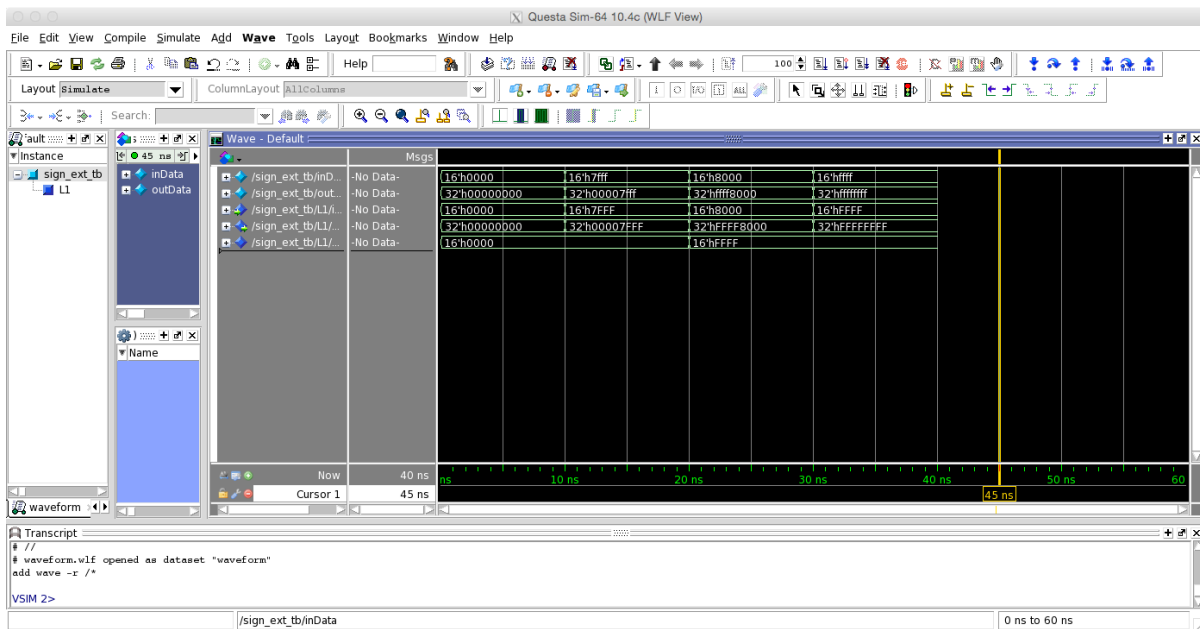 Questa Sim-64 10.4c (WLF View)
File Edit View Compile Simulate Add Wave Tools Layout Bookmarks Window Help
Help
100
ALL
Layout Simulate
ColumnLayout AllColumns
Search:
ault
Wave - Default
Instance
45 ns
Msgs
sign_ext_tb
L1
inData
outData
/sign_ext_tb/inD... -No Data- 16'h0000 16'h7fff 16'h8000 16'hffff
/sign_ext_tb/out... -No Data- 32'h00000000 32'h00007fff 32'hffff8000 32'hffffffff
/sign_ext_tb/L1/i... -No Data- 16'h0000 16'h7FFF 16'h8000 16'hFFFF
/sign_ext_tb/L1/... -No Data- 32'h00000000 32'h00007FFF 32'hFFFF8000 32'hFFFFFFFF
/sign_ext_tb/L1/... -No Data- 16'h0000 16'hFFFF
Name
Now 40 ns
ns 10 ns 20 ns 30 ns 40 ns 50 ns 60
Cursor 1 45 ns
45 ns
waveform
Transcript
# //
# waveform.wlf opened as dataset "waveform"
add wave -r /*
VSIM 2>
/sign_ext_tb/inData
0 ns to 60 ns